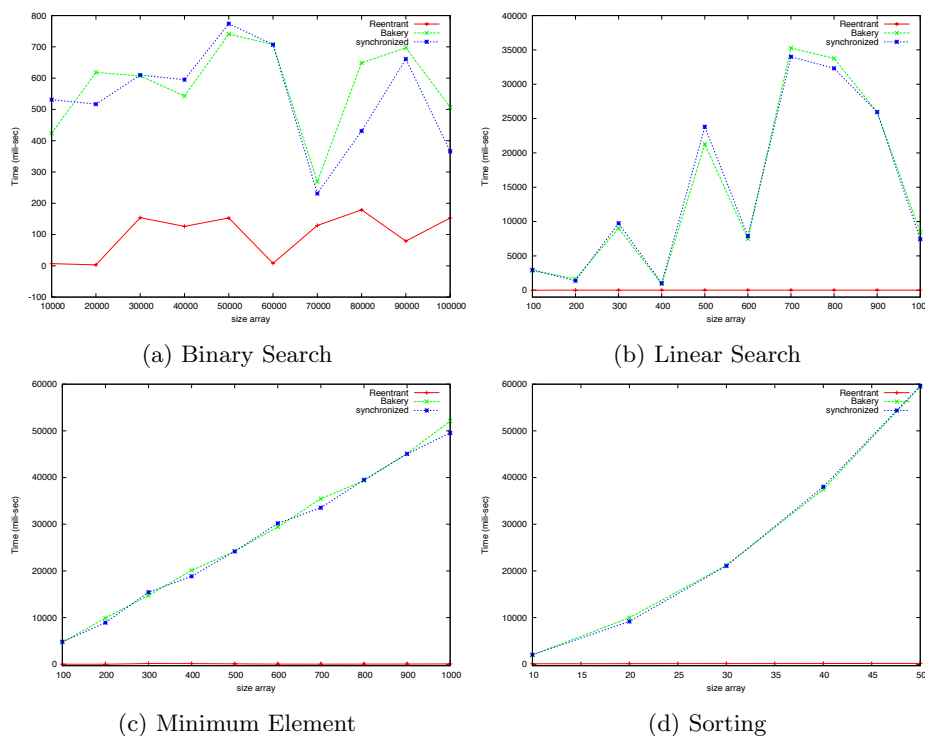 800
700
600
500
400
300
200
100
0
-100
Time (mili-sec)
Reentrant
Bakery
synchronized
10000 20000 30000 40000 50000 60000 70000 80000 90000 100000
size array
(a) Binary Search
40000
35000
30000
25000
20000
15000
10000
5000
0
Time (mili-sec)
Reentrant
Bakery
synchronized
100 200 300 400 500 600 700 800 900 100
size array
(b) Linear Search
60000
50000
40000
30000
20000
10000
0
Time (mili-sec)
Reentrant
Bakery
synchronized
100 200 300 400 500 600 700 800 900 1000
size array
(c) Minimum Element
60000
50000
40000
30000
20000
10000
0
Time (mili-sec)
Reentrant
Bakery
synchronized
10 15 20 25 30 35 40 45 50
size array
(d) Sorting